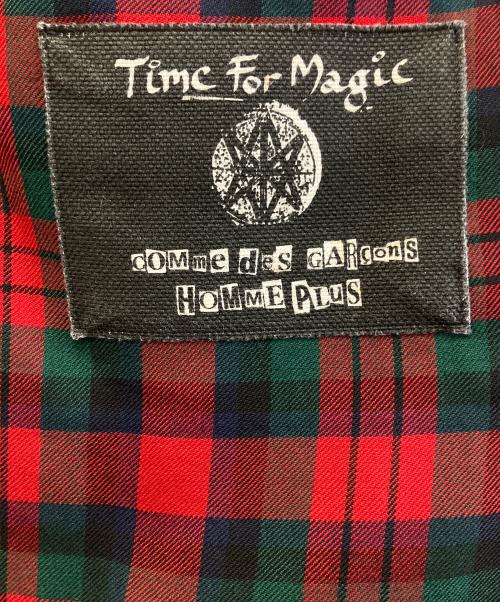 Time For Magic
COMMe des GARÇons
HOMME PlUS